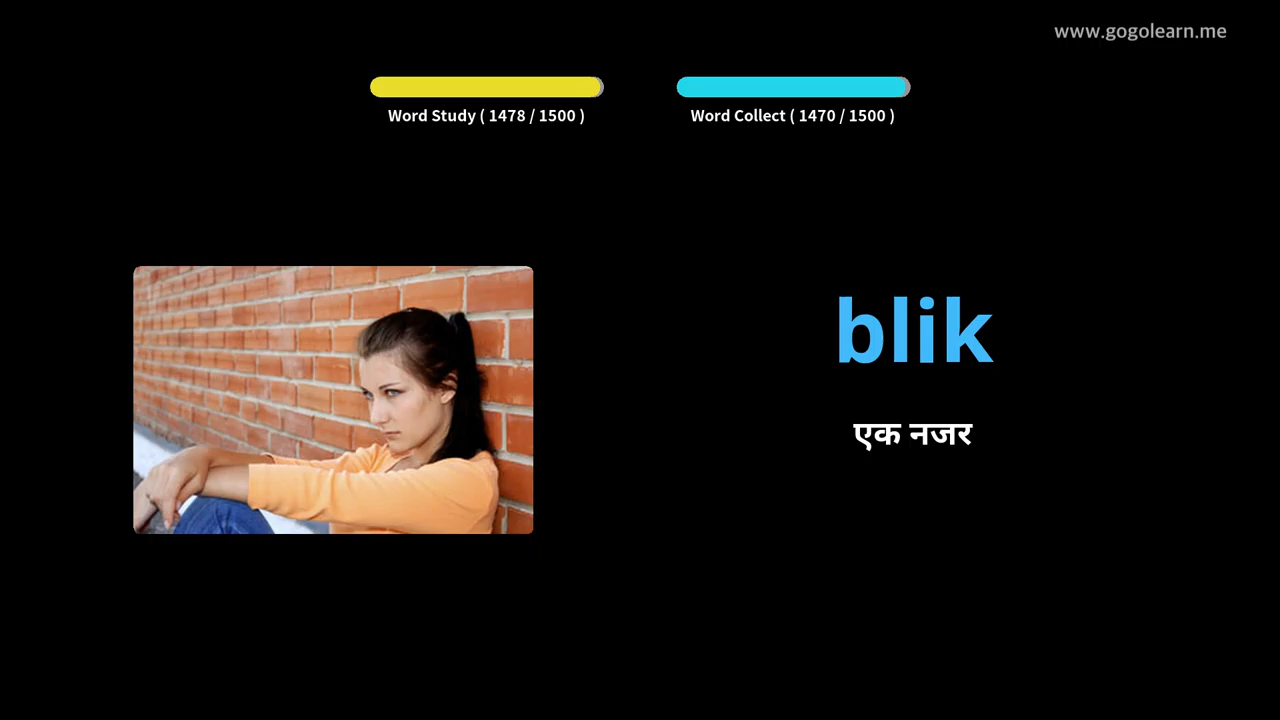 www.gogolearn.me
Word Study ( 1478 / 1500 )
Word Collect ( 1470 / 1500 )
blik
एक नजर